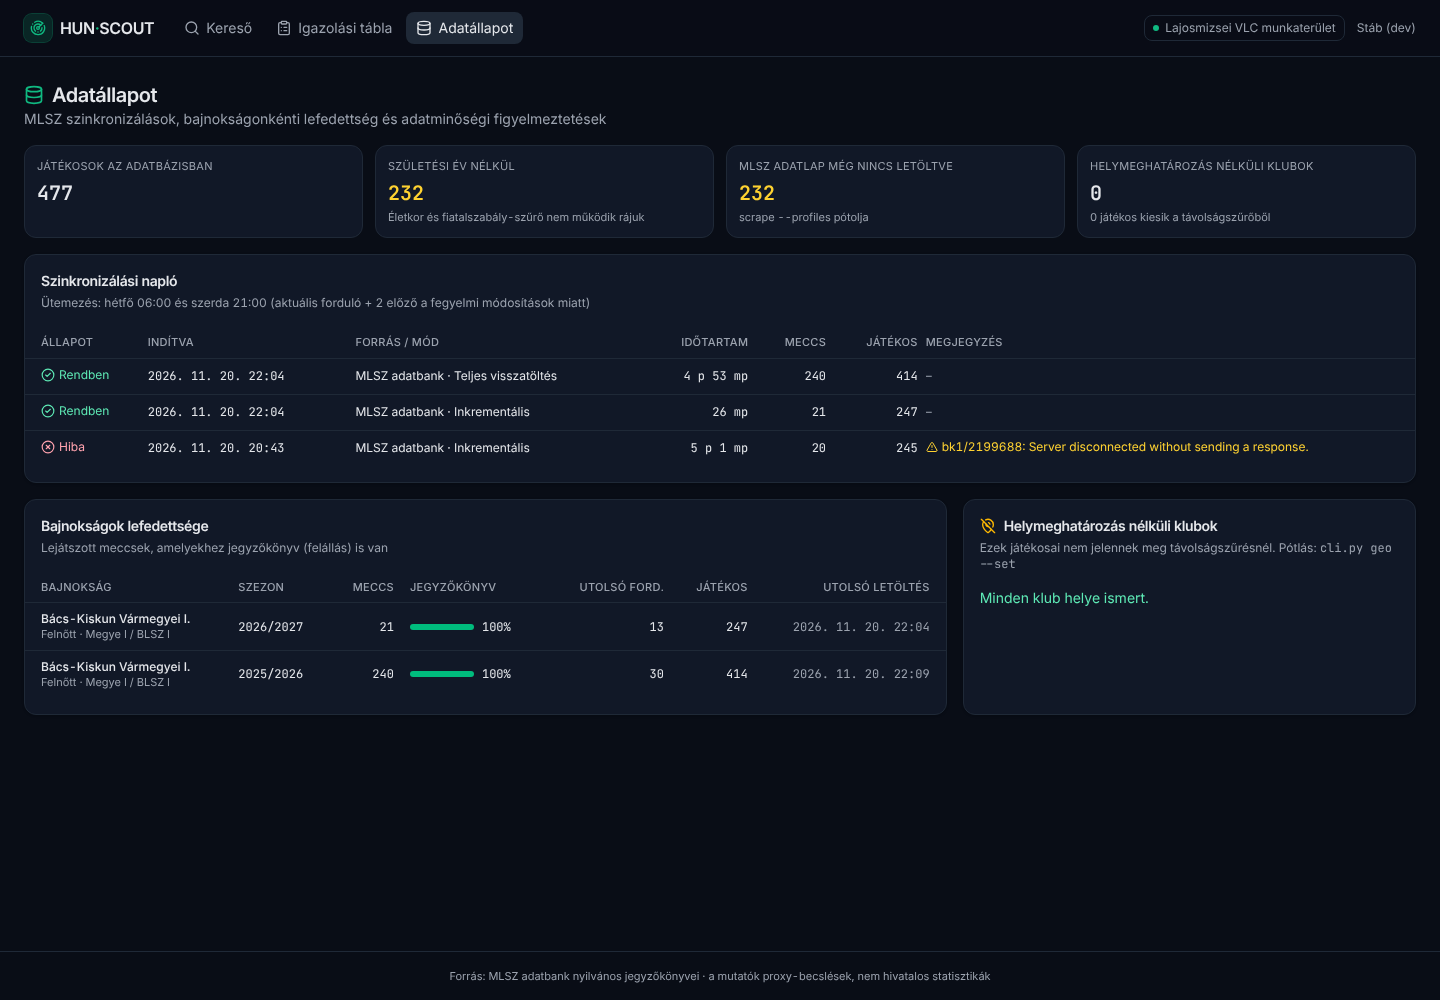 HUN·SCOUT
Kereső
Igazolási tábla
Adatállapot
Lajosmizsei VLC munkaterület
Stáb (dev)
Adatállapot
MLSZ szinkronizálások, bajnokságonkénti lefedettség és adatminőségi figyelmeztetések
JÁTÉKOSOK AZ ADATBÁZISBAN
477
SZÜLETÉSI ÉV NÉLKÜL
232
Életkor és fiatalszabály-szűrő nem működik rájuk
MLSZ ADATLAP MÉG NINCS LETÖLTVE
232
scrape --profiles pótolja
HELYMEGHATÁROZÁS NÉLKÜLI KLUBOK
0
0 játékos kiesik a távolságszűrőből
Szinkronizálási napló
Ütemezés: hétfő 06:00 és szerda 21:00 (aktuális forduló + 2 előző a fegyelmi módosítások miatt)
ÁLLAPOT INDÍTVA FORRÁS / MÓD IDŐTARTAM MECCS JÁTÉKOS MEGJEGYZÉS
Rendben 2026. 11. 20. 22:04 MLSZ adatbank · Teljes visszatöltés 4 p 53 mp 240 414 –
Rendben 2026. 11. 20. 22:04 MLSZ adatbank · Inkrementális 26 mp 21 247 –
Hiba 2026. 11. 20. 20:43 MLSZ adatbank · Inkrementális 5 p 1 mp 20 245 bk1/2199688: Server disconnected without sending a response.
Bajnokságok lefedettsége
Lejátszott meccsek, amelyekhez jegyzőkönyv (felállás) is van
BAJNOKSÁG SZEZON MECCS JEGYZŐKÖNYV UTOLSÓ FORD. JÁTÉKOS UTOLSÓ LETÖLTÉS
Bács-Kiskun Vármegyei I. 2026/2027 21 100% 13 247 2026. 11. 20. 22:04
Felnőtt · Megye I / BLSZ I
Bács-Kiskun Vármegyei I. 2025/2026 240 100% 30 414 2026. 11. 20. 22:09
Felnőtt · Megye I / BLSZ I
Helymeghatározás nélküli klubok
Ezek játékosai nem jelennek meg távolságszűrésnél. Pótlás: cli.py geo
--set
Minden klub helye ismert.
Forrás: MLSZ adatbank nyilvános jegyzőkönyvei · a mutatók proxy-becslések, nem hivatalos statisztikák